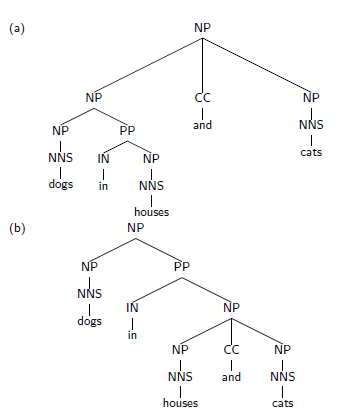 (a) NP
NP CC NP
and NNS
NP PP cats
NNS IN NP
dogs in NNS
houses
(b) NP
NP PP
NNS IN NP
dogs in
NP CC NP
NNS and NNS
houses cats